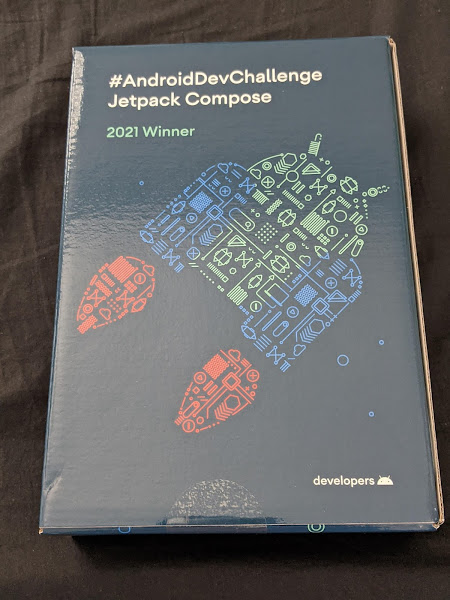 #AndroidDevChallenge
Jetpack Compose
2021 Winner
developers